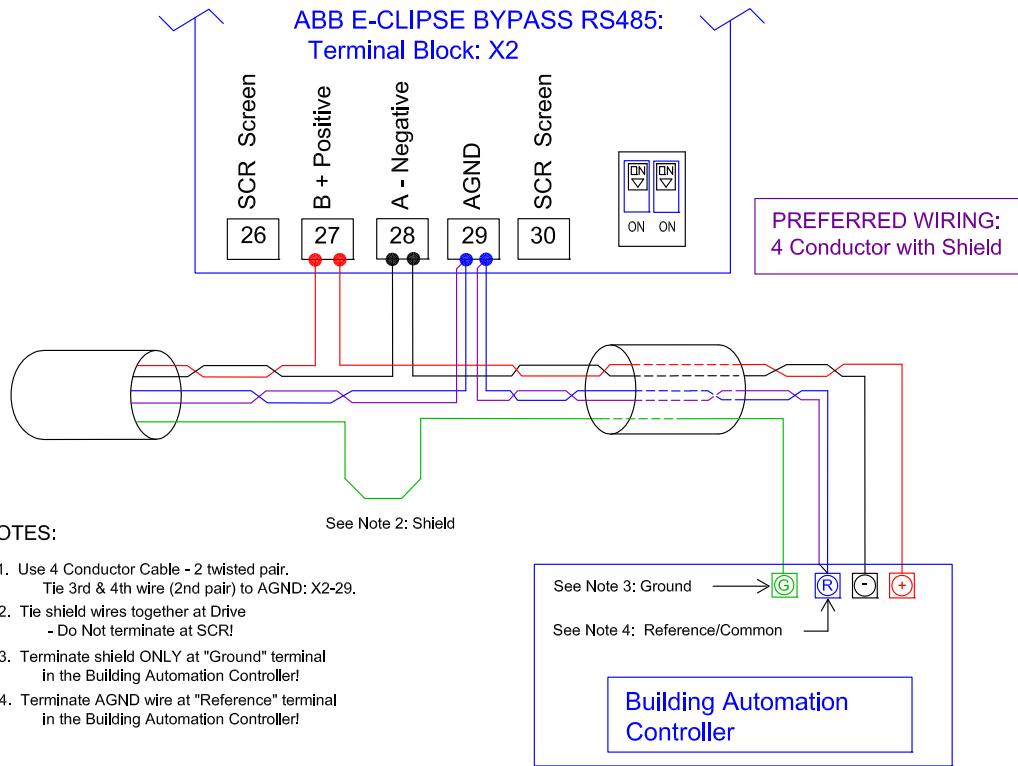 ABB E-CLIPSE BYPASS RS485:
Terminal Block: X2
SCR Screen
B + Positive
A - Negative
AGND
SCR Screen
26
27
28
29
30
ON
ON
ON ON
PREFERRED WIRING:
4 Conductor with Shield
See Note 2: Shield
OTES:
1. Use 4 Conductor Cable - 2 twisted pair.
Tie 3rd & 4th wire (2nd pair) to AGND: X2-29.
2. Tie shield wires together at Drive
- Do Not terminate at SCR!
3. Terminate shield ONLY at "Ground" terminal
in the Building Automation Controller!
4. Terminate AGND wire at "Reference" terminal
in the Building Automation Controller!
See Note 3: Ground
G R - +
See Note 4: Reference/Common
Building Automation
Controller